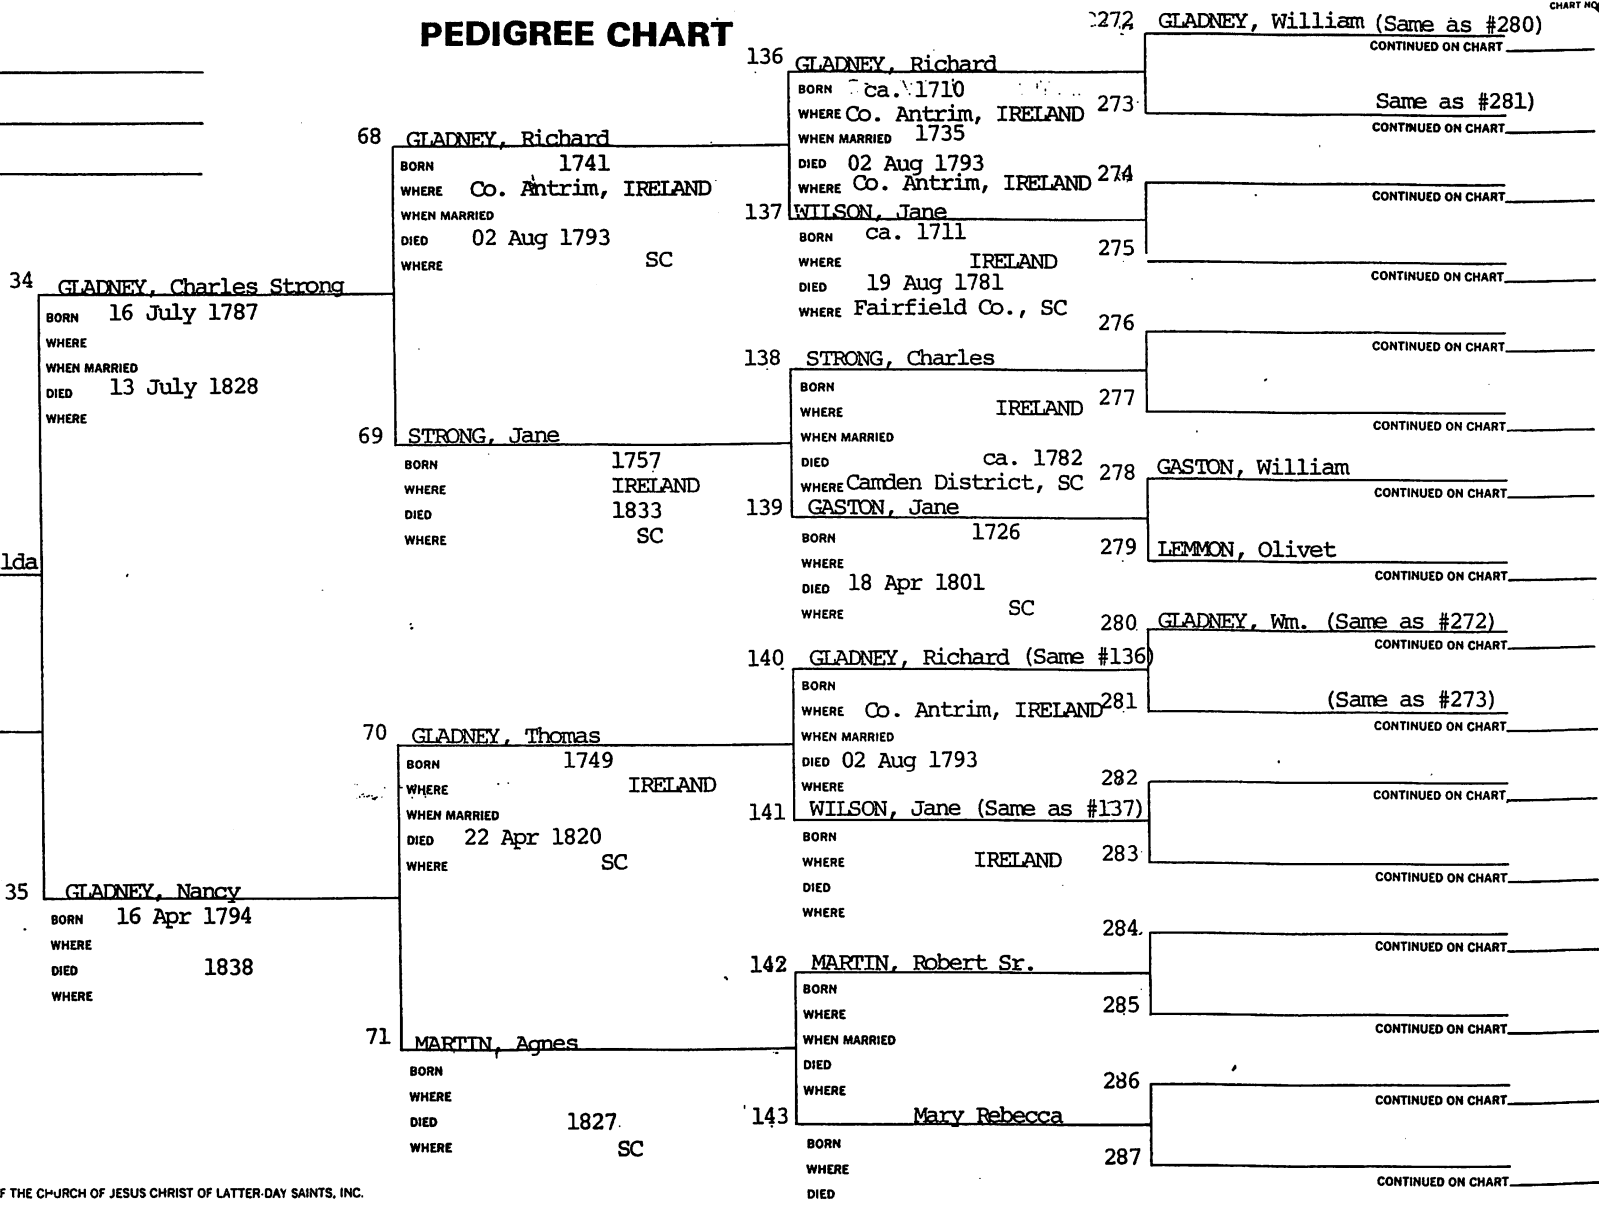 PEDIGREE CHART
CHART NO
34 GLADNEY, Charles Strong
BORN 16 July 1787
WHERE
WHEN MARRIED
DIED 13 July 1828
WHERE
lda
35 GLADNEY, Nancy
BORN 16 Apr 1794
WHERE
DIED 1838
WHERE
68 GLADNEY, Richard
BORN 1741
WHERE Co. Antrim, IRELAND
WHEN MARRIED
DIED 02 Aug 1793
WHERE SC
69 STRONG, Jane
BORN 1757
WHERE IRELAND
DIED 1833
WHERE SC
70 GLADNEY, Thomas
BORN 1749
WHERE IRELAND
WHEN MARRIED
DIED 22 Apr 1820
WHERE SC
71 MARTIN, Agnes
BORN
WHERE
DIED 1827
WHERE SC
136 GLADNEY, Richard
BORN ca. 1710
WHERE Co. Antrim, IRELAND
WHEN MARRIED 1735
DIED 02 Aug 1793
WHERE Co. Antrim, IRELAND
137 WILSON, Jane
BORN ca. 1711
WHERE IRELAND
DIED 19 Aug 1781
WHERE Fairfield Co., SC
138 STRONG, Charles
BORN
WHERE IRELAND
WHEN MARRIED
DIED ca. 1782
WHERE Camden District, SC
139 GASTON, Jane
BORN 1726
WHERE
DIED 18 Apr 1801
WHERE SC
140 GLADNEY, Richard (Same #136)
BORN
WHERE Co. Antrim, IRELAND
WHEN MARRIED
DIED 02 Aug 1793
WHERE
141 WILSON, Jane (Same as #137)
BORN
WHERE IRELAND
DIED
WHERE
142 MARTIN, Robert Sr.
BORN
WHERE
WHEN MARRIED
DIED
WHERE
143 Mary Rebecca
BORN
WHERE
DIED
272 GLADNEY, William (Same as #280)
CONTINUED ON CHART
273 Same as #281)
CONTINUED ON CHART
274
CONTINUED ON CHART
275
CONTINUED ON CHART
276
CONTINUED ON CHART
277
CONTINUED ON CHART
278 GASTON, William
CONTINUED ON CHART
279 LEMMON, Olivet
CONTINUED ON CHART
280 GLADNEY, Wm. (Same as #272)
CONTINUED ON CHART
281 (Same as #273)
CONTINUED ON CHART
282
CONTINUED ON CHART
283
CONTINUED ON CHART
284
CONTINUED ON CHART
285
CONTINUED ON CHART
286
CONTINUED ON CHART
287
CONTINUED ON CHART
F THE CHURCH OF JESUS CHRIST OF LATTER-DAY SAINTS, INC.